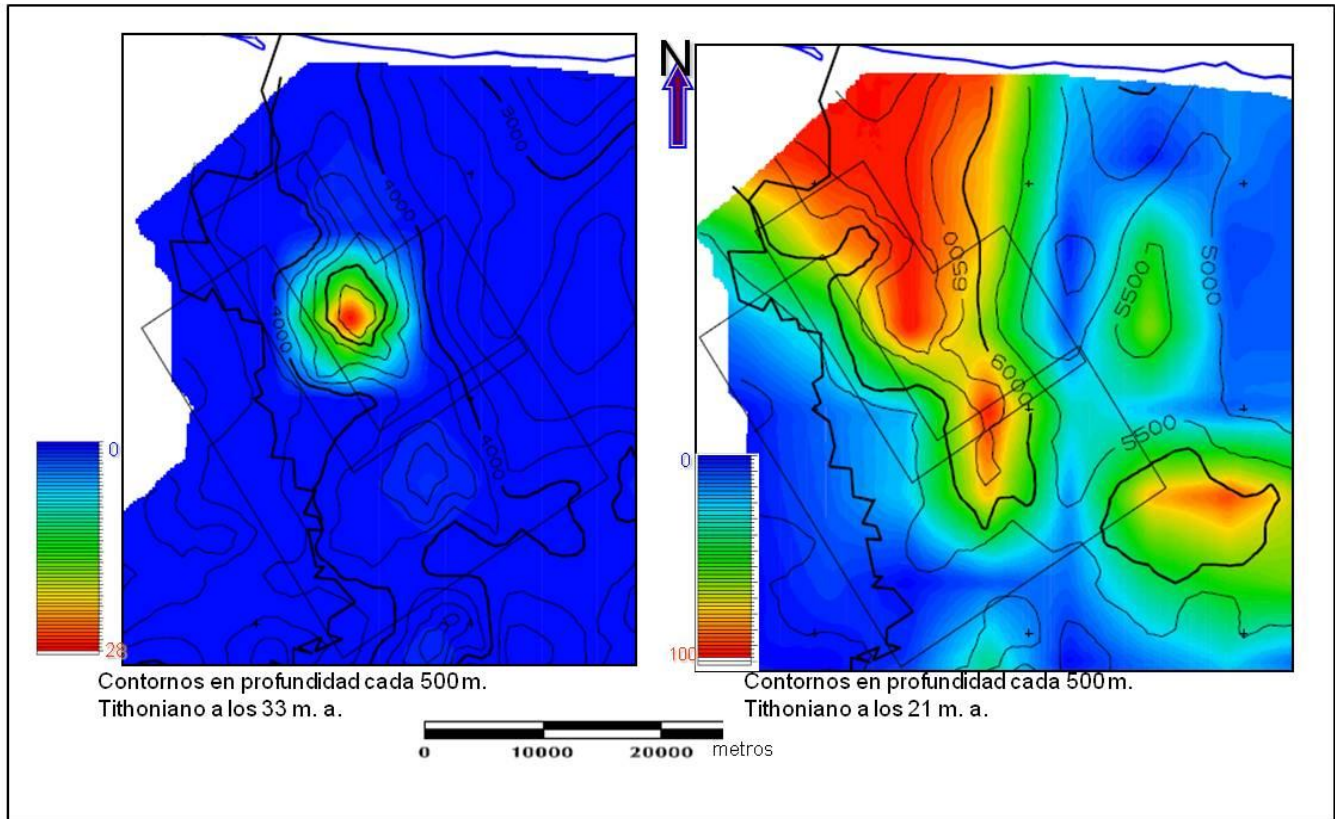 N
3000
4000
4000
4000
0
28
6500
5500
5000
6000
5500
0
100
Contornos en profundidad cada 500 m.
Tithoniano a los 33 m. a.
Contornos en profundidad cada 500 m.
Tithoniano a los 21 m. a.
0 10000 20000 metros